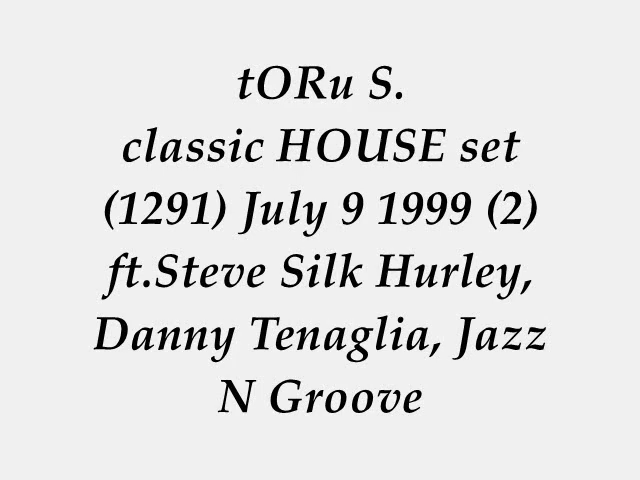 tORu S.
classic HOUSE set
(1291) July 9 1999 (2)
ft.Steve Silk Hurley,
Danny Tenaglia, Jazz
N Groove